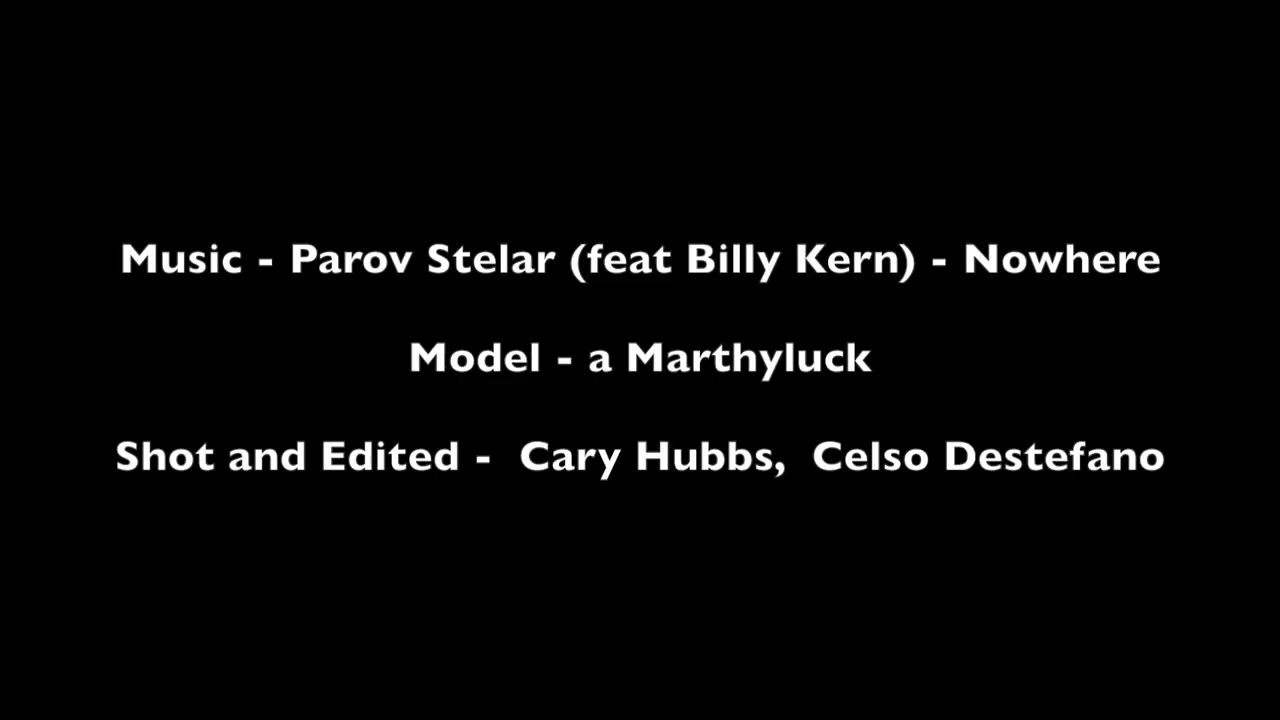 Music - Parov Stelar (feat Billy Kern) - Nowhere
Model - a Marthyluck
Shot and Edited -  Cary Hubbs,  Celso Destefano